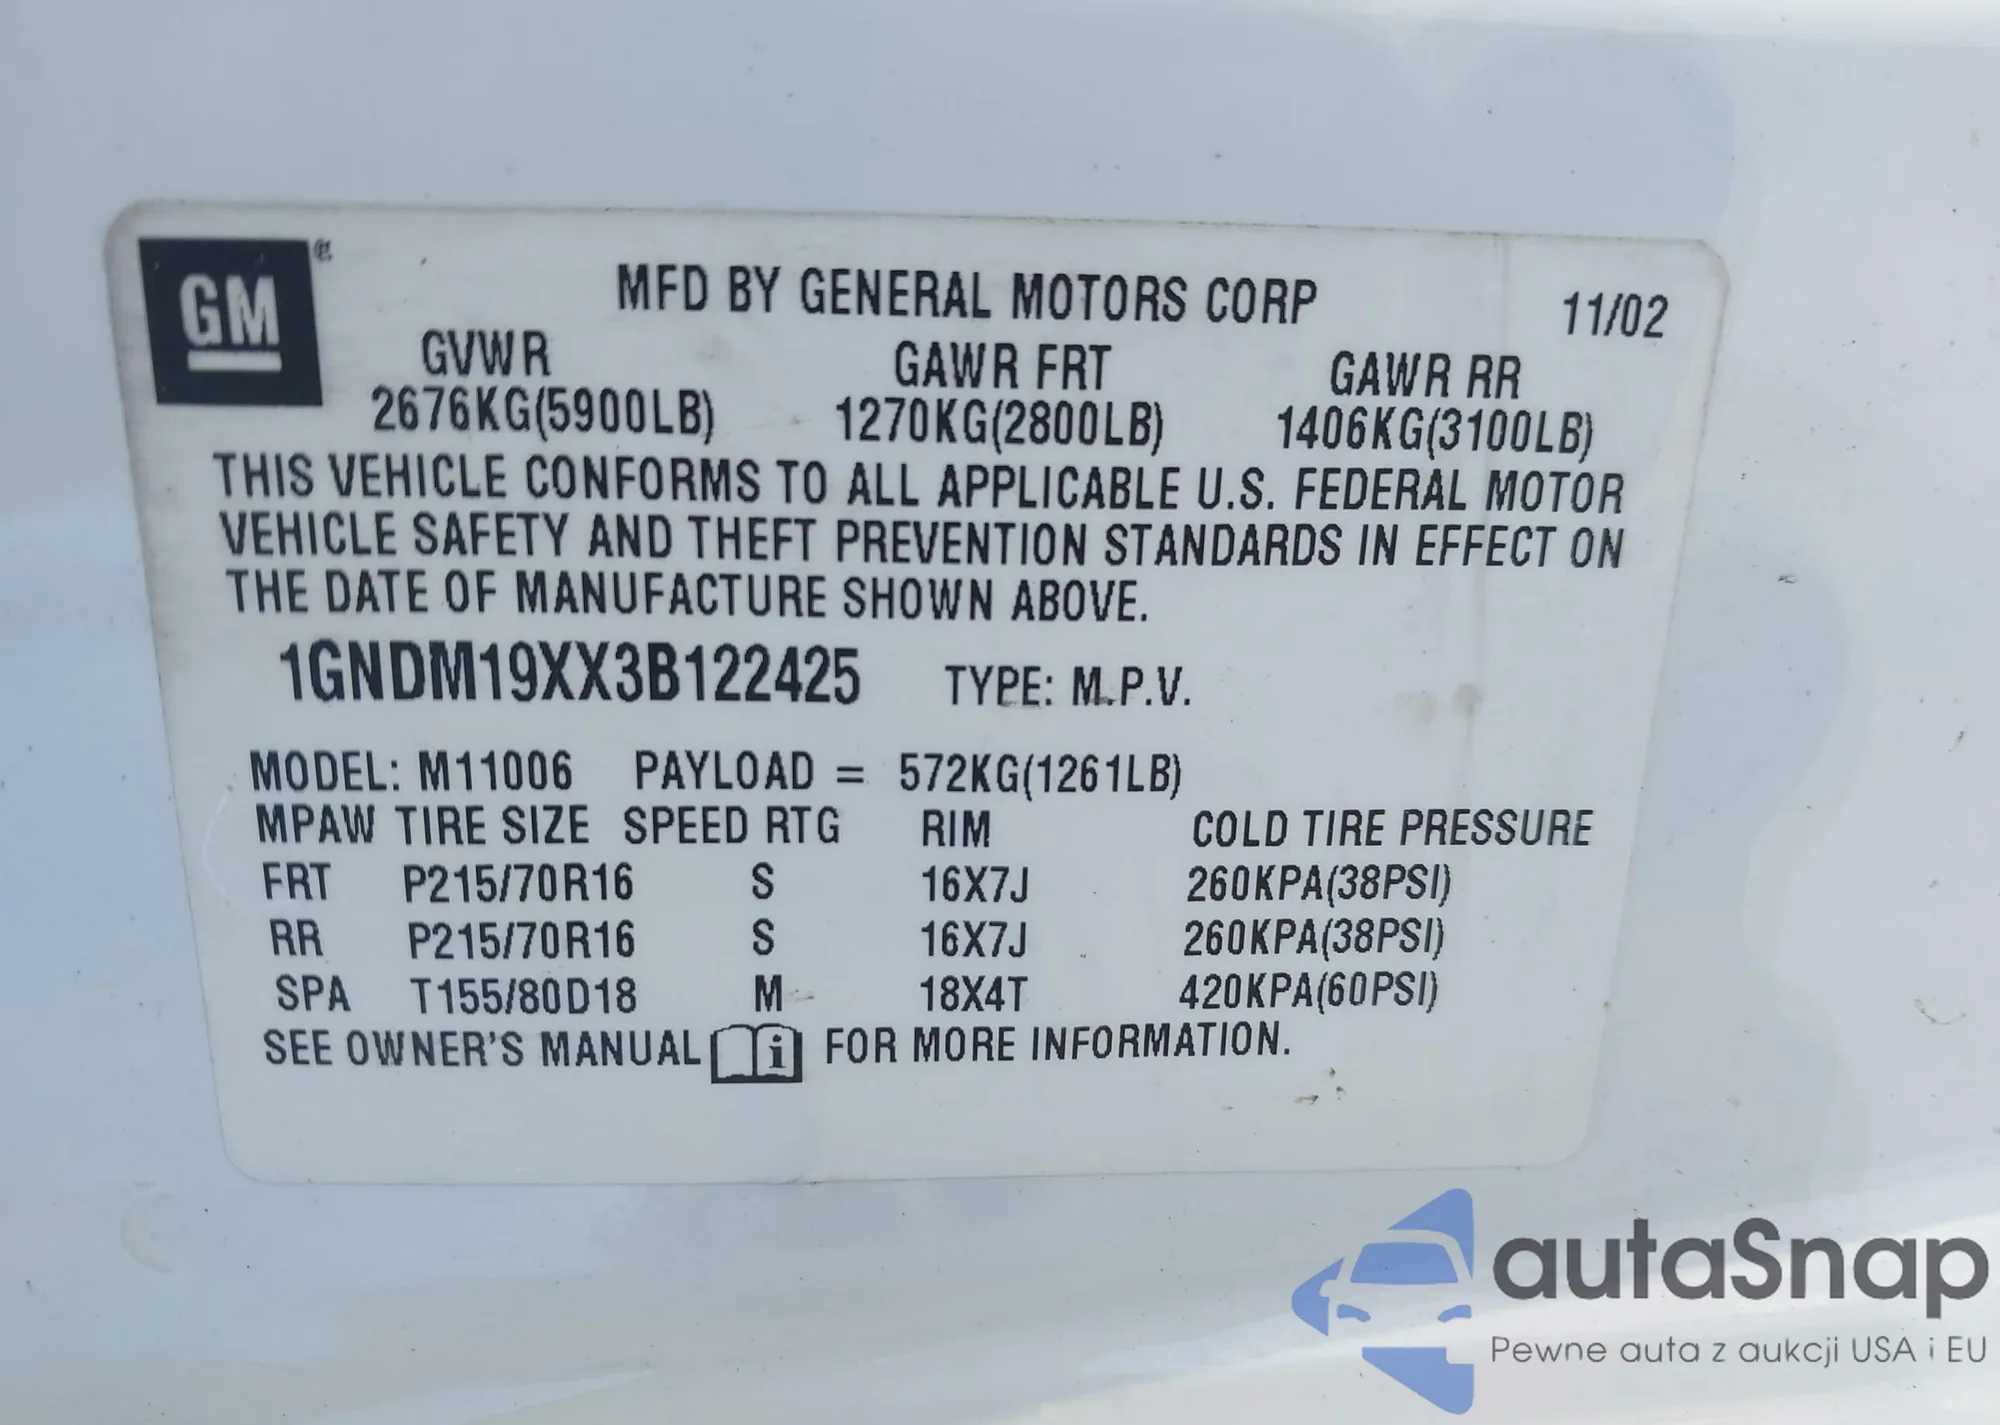 GM
MFD BY GENERAL MOTORS CORP 11/02
GVWR GAWR FRT GAWR RR
2676KG(5900LB) 1270KG(2800LB) 1406KG(3100LB)
THIS VEHICLE CONFORMS TO ALL APPLICABLE U.S. FEDERAL MOTOR
VEHICLE SAFETY AND THEFT PREVENTION STANDARDS IN EFFECT ON
THE DATE OF MANUFACTURE SHOWN ABOVE.
1GNDM19XX3B122425 TYPE: M.P.V.
MODEL: M11006 PAYLOAD = 572KG(1261LB)
MPAW TIRE SIZE SPEED RTG RIM COLD TIRE PRESSURE
FRT P215/70R16 S 16X7J 260KPA(38PSI)
RR P215/70R16 S 16X7J 260KPA(38PSI)
SPA T155/80D18 M 18X4T 420KPA(60PSI)
SEE OWNER'S MANUAL i FOR MORE INFORMATION.
autaSnap
Pewne auta z aukcji USA i EU